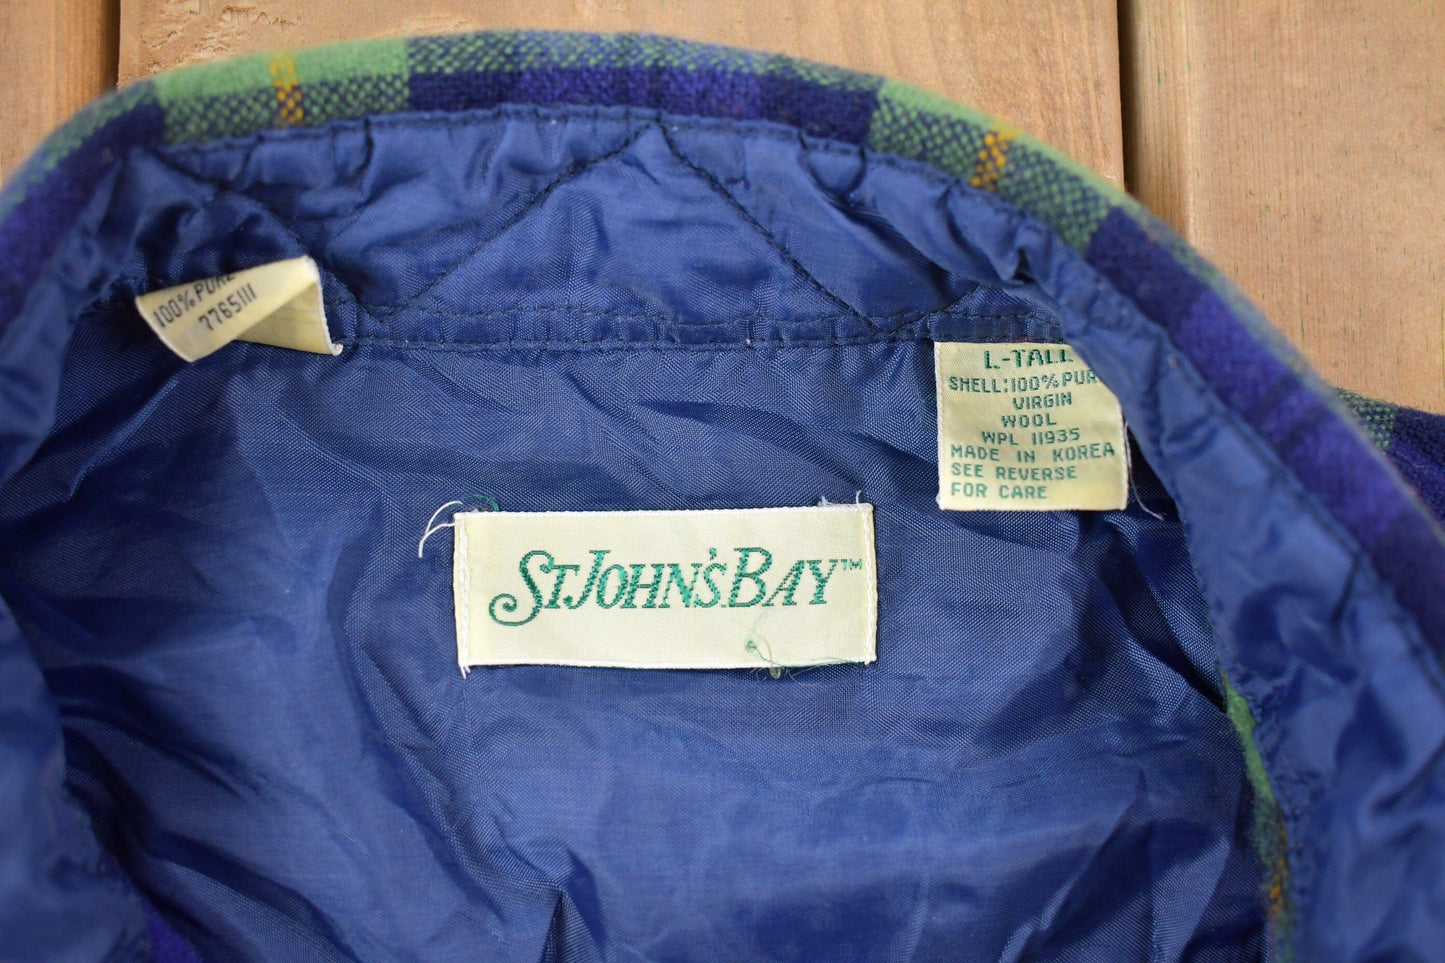 100% PURE
7765111
L-TALL
SHELL:100% PURE
VIRGIN
WOOL
WPL 11935
MADE IN KOREA
SEE REVERSE
FOR CARE
ST. JOHN'S BAY™